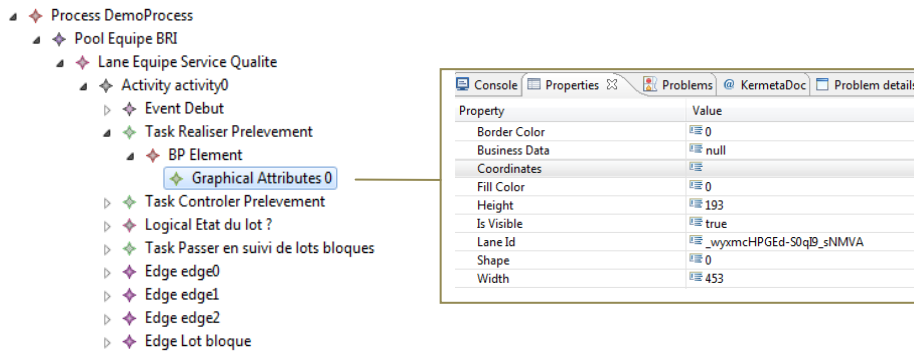 Process DemoProcess
Pool Equipe BRI
Lane Equipe Service Qualite
Activity activity0
Event Debut
Task Realiser Prelevement
BP Element
Graphical Attributes 0
Task Controler Prelevement
Logical Etat du lot ?
Task Passer en suivi de lots bloques
Edge edge0
Edge edge1
Edge edge2
Edge Lot bloque
Console Properties Problems @ KermetaDoc Problem details
Property Value
Border Color 0
Business Data null
Coordinates
Fill Color 0
Height 193
Is Visible true
Lane Id _wyxmcHPGEd-S0qI9_sNMVA
Shape 0
Width 453